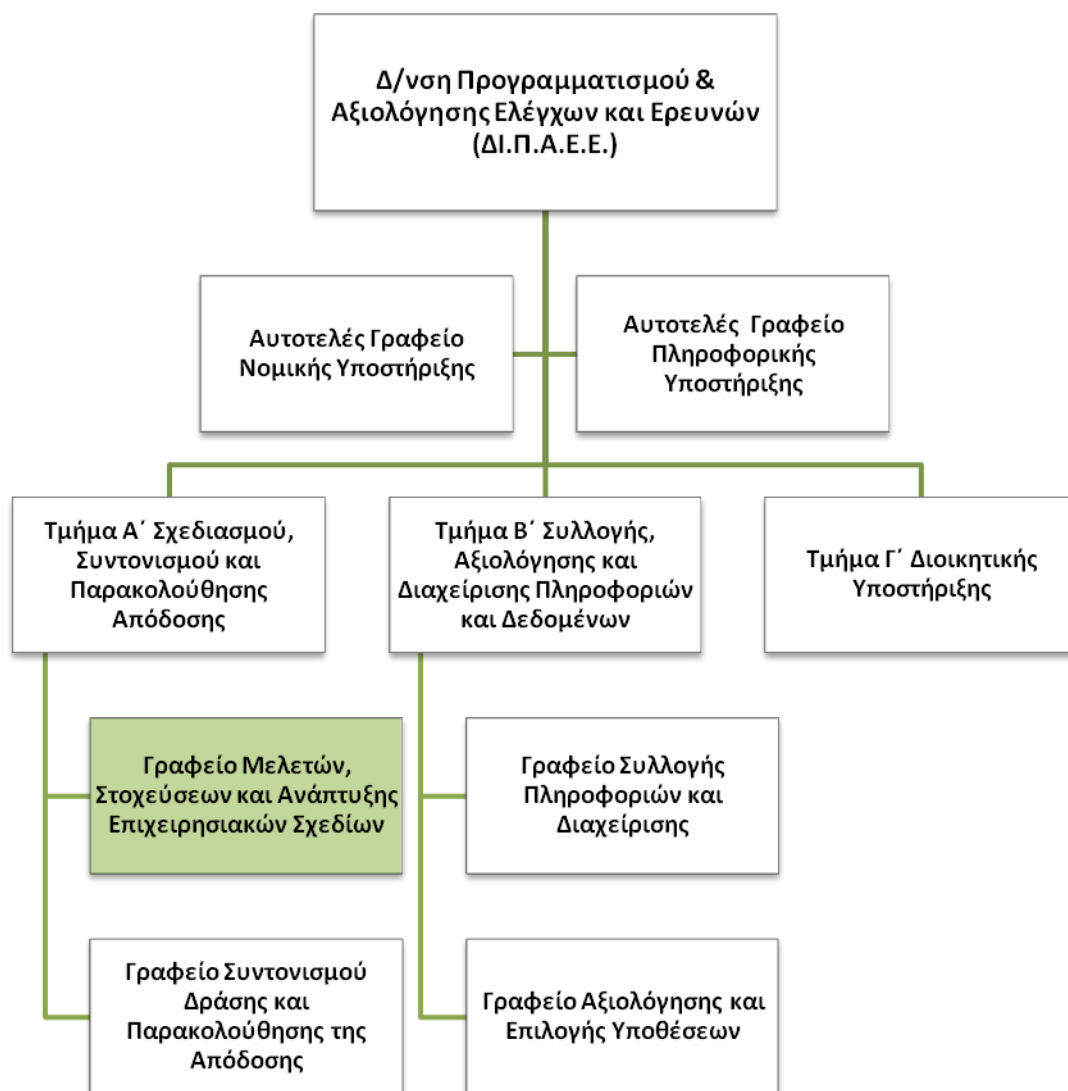 Δ/νση Προγραμματισμού &
Αξιολόγησης Ελέγχων και Ερευνών
(ΔΙ.Π.Α.Ε.Ε.)
Αυτοτελές Γραφείο
Νομικής Υποστήριξης
Αυτοτελές Γραφείο
Πληροφορικής
Υποστήριξης
Τμήμα Α΄ Σχεδιασμού,
Συντονισμού και
Παρακολούθησης
Απόδοσης
Τμήμα Β΄ Συλλογής,
Αξιολόγησης και
Διαχείρισης Πληροφοριών
και Δεδομένων
Τμήμα Γ΄ Διοικητικής
Υποστήριξης
Γραφείο Μελετών,
Στοχεύσεων και Ανάπτυξης
Επιχειρησιακών Σχεδίων
Γραφείο Συλλογής
Πληροφοριών και
Διαχείρισης
Γραφείο Συντονισμού
Δράσης και
Παρακολούθησης της
Απόδοσης
Γραφείο Αξιολόγησης και
Επιλογής Υποθέσεων